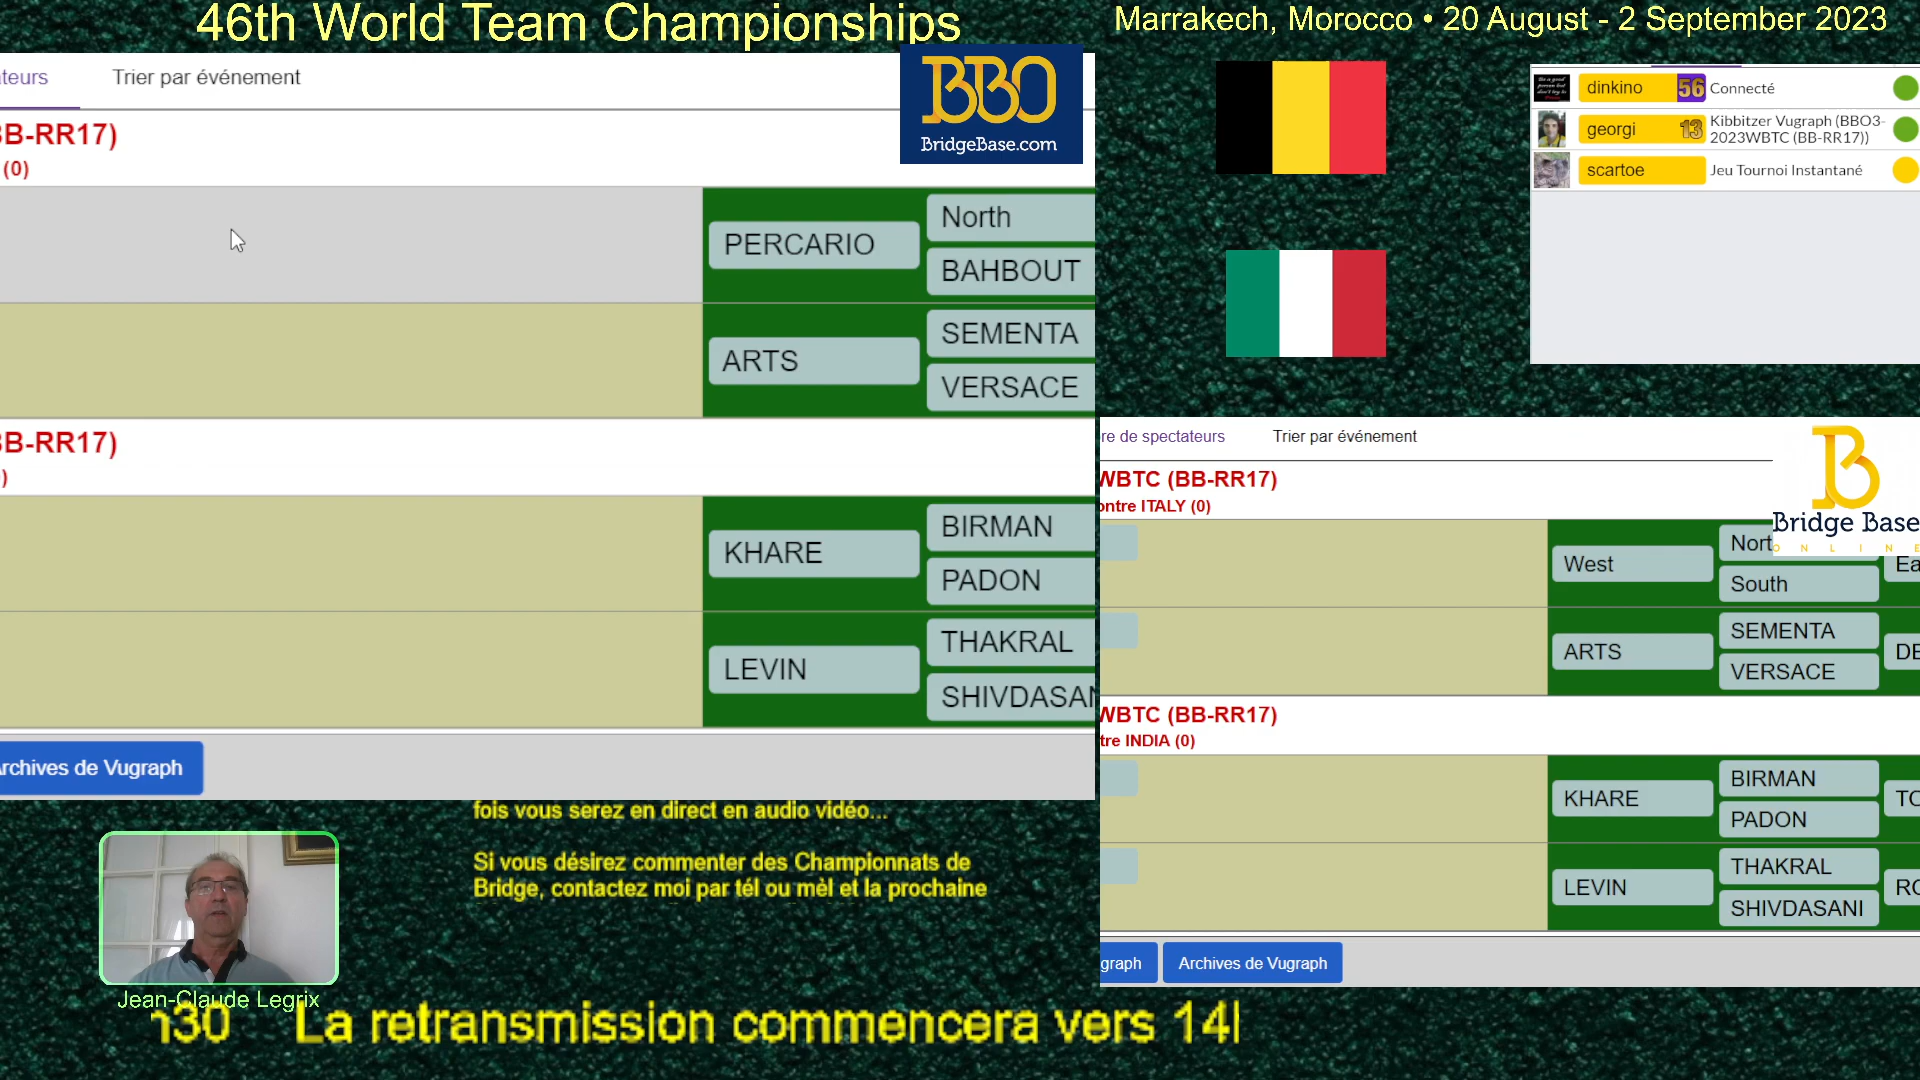 46th World Team Championships
Marrakech, Morocco • 20 August - 2 September 2023
teurs
Trier par événement
BBO
BridgeBase.com
BB-RR17)
(0)
PERCARIO
North
BAHBOUT
ARTS
SEMENTA
VERSACE
BB-RR17)
)
KHARE
BIRMAN
PADON
LEVIN
THAKRAL
SHIVDASAN
Archives de Vugraph
dinkino 56 Connecté
georgi 13 Kibbitzer Vugraph (BBO3-
2023WBTC (BB-RR17))
scartoe Jeu Tournoi Instantané
re de spectateurs
Trier par événement
B
Bridge Base
ONLINE
WBTC (BB-RR17)
ontre ITALY (0)
West
Nort
South
Ea
ARTS
SEMENTA
VERSACE
DE
WBTC (BB-RR17)
tre INDIA (0)
KHARE
BIRMAN
PADON
TO
LEVIN
THAKRAL
SHIVDASANI
RO
graph
Archives de Vugraph
fois vous serez en direct en audio vidéo...
Si vous désirez commenter des Championnats de
Bridge, contactez moi par tél ou mèl et la prochaine
Jean-Claude Legrix
h30 La retransmission commencera vers 14